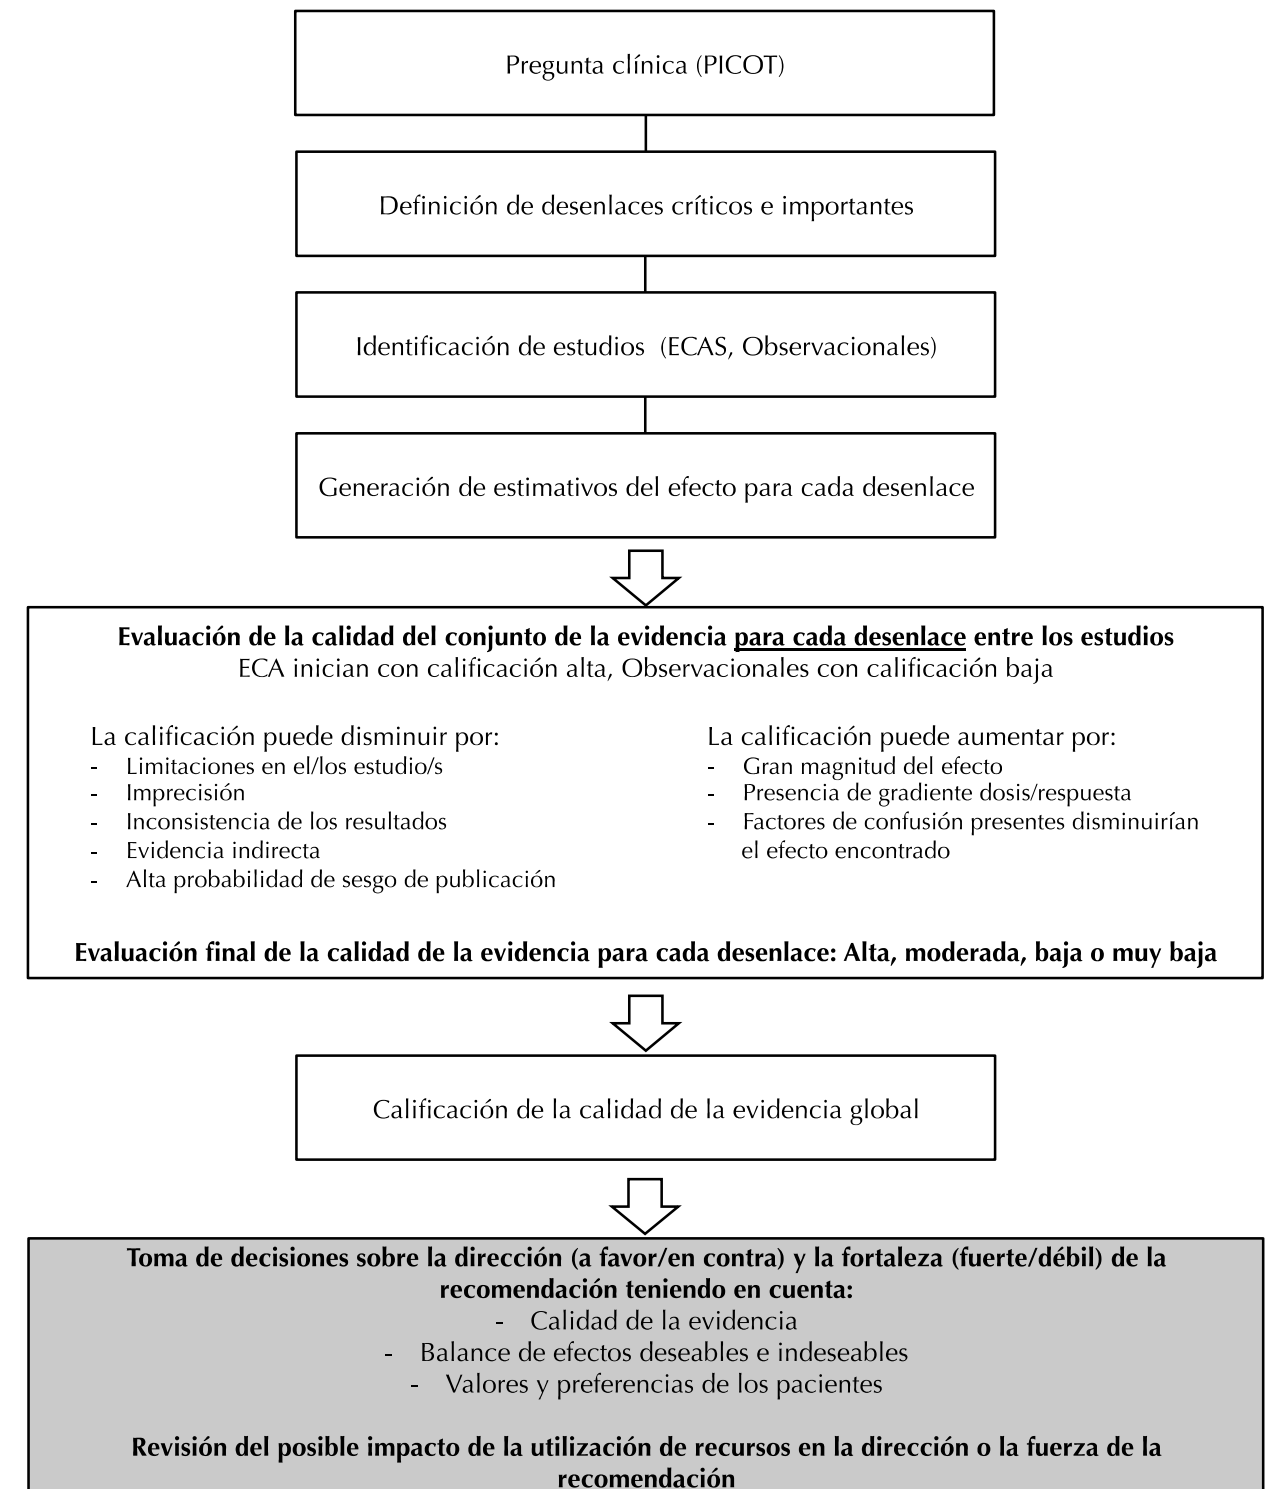 Pregunta clínica (PICOT)
Definición de desenlaces críticos e importantes
Identificación de estudios  (ECAS, Observacionales)
Generación de estimativos del efecto para cada desenlace
Evaluación de la calidad del conjunto de la evidencia para cada desenlace entre los estudios
ECA inician con calificación alta, Observacionales con calificación baja
La calificación puede disminuir por:
- Limitaciones en el/los estudio/s
- Imprecisión
- Inconsistencia de los resultados
- Evidencia indirecta
- Alta probabilidad de sesgo de publicación
La calificación puede aumentar por:
- Gran magnitud del efecto
- Presencia de gradiente dosis/respuesta
- Factores de confusión presentes disminuirían
el efecto encontrado
Evaluación final de la calidad de la evidencia para cada desenlace: Alta, moderada, baja o muy baja
Calificación de la calidad de la evidencia global
Toma de decisiones sobre la dirección (a favor/en contra) y la fortaleza (fuerte/débil) de la
recomendación teniendo en cuenta:
- Calidad de la evidencia
- Balance de efectos deseables e indeseables
- Valores y preferencias de los pacientes
Revisión del posible impacto de la utilización de recursos en la dirección o la fuerza de la
recomendación